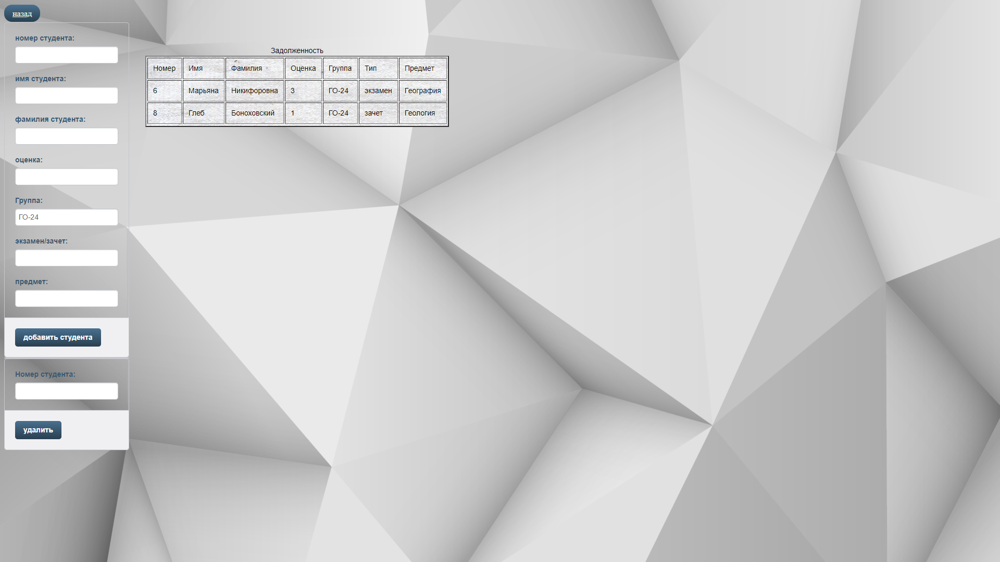 назад
номер студента:
имя студента:
фамилия студента:
оценка:
Группа:
ГО-24
экзамен/зачет:
предмет:
добавить студента
Номер студента:
удалить
Задолженность
Номер Имя Фамилия Оценка Группа Тип Предмет
6 Марьяна Никифоровна 3 ГО-24 экзамен География
8 Глеб Боноховский 1 ГО-24 зачет Геология